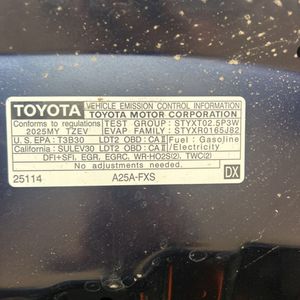 TOYOTA VEHICLE EMISSION CONTROL INFORMATION
TOYOTA MOTOR CORPORATION
Conforms to regulations TEST GROUP : STYXT02.5P3W
2025MY TZEV EVAP FAMILY : STYXR0165J82
U.S. EPA : T3B30 LDT2 OBD : CA II Fuel : Gasoline
California : SULEV30 LDT2 OBD : CA II /Electricity
DFI+SFI, EGR, EGRC, WR-HO2S(2), TWC(2)
No adjustments needed.
25114 A25A-FXS DX